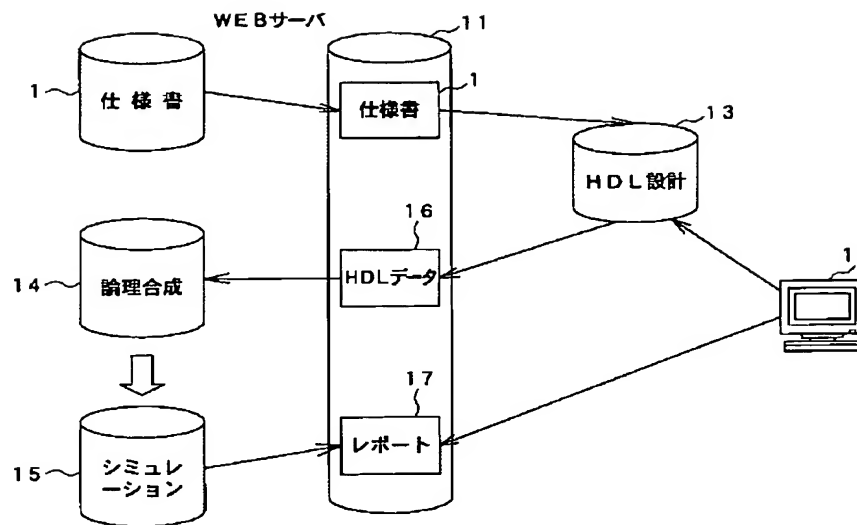 WEBサーバ
11
1
仕様書
1
仕様書
13
HDL設計
16
HDLデータ
14
論理合成
1
17
レポート
15
シミュレ
ーション